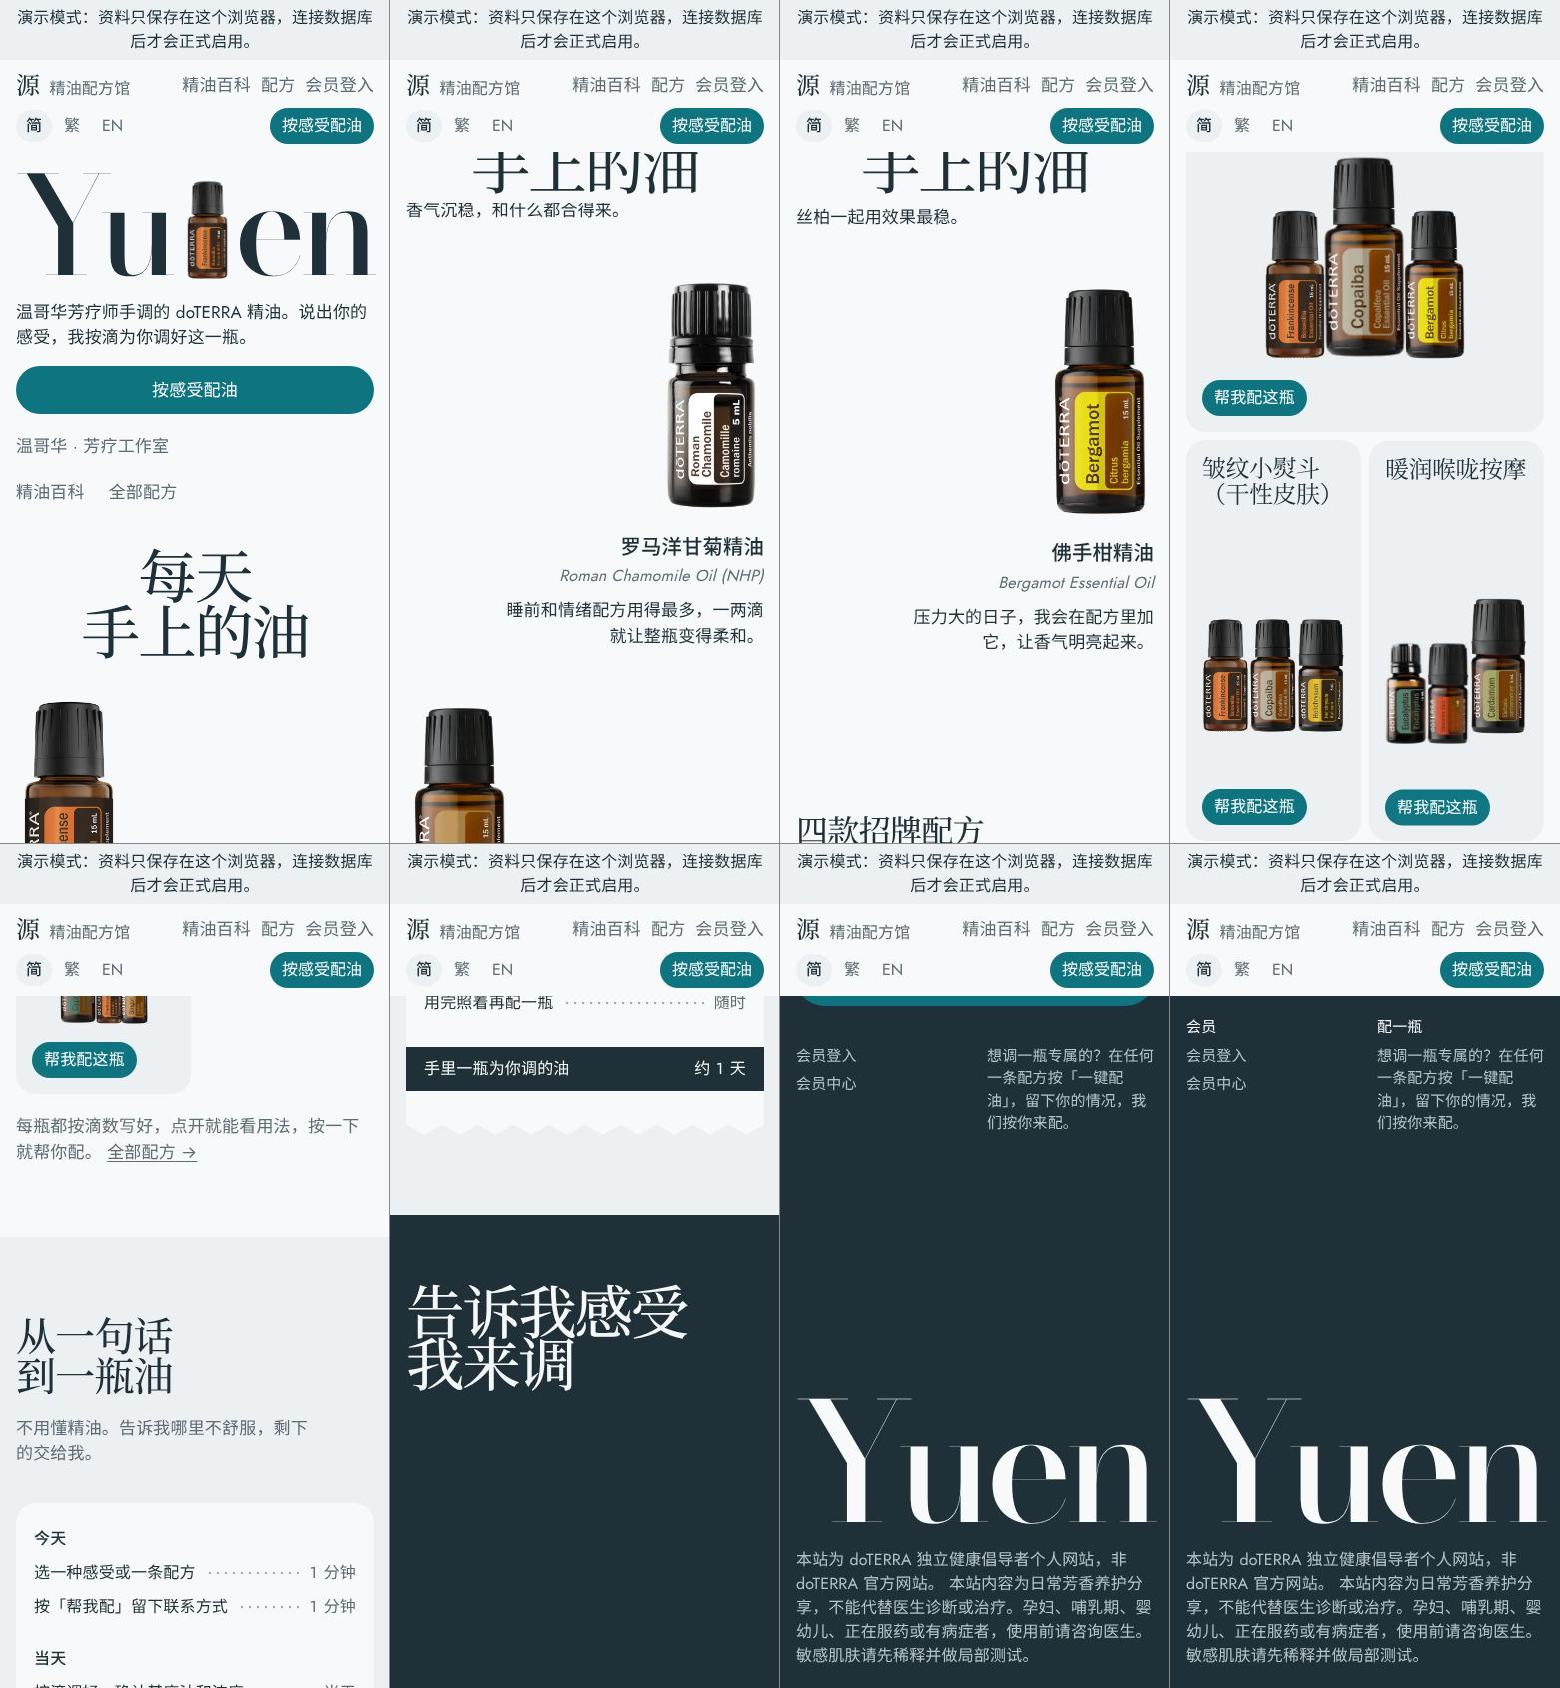 演示模式：资料只保存在这个浏览器，连接数据库
后才会正式启用。
源 精油配方馆 精油百科 配方 会员登入
简 繁 EN 按感受配油
Yu en
温哥华芳疗师手调的 doTERRA 精油。说出你的
感受，我按滴为你调好这一瓶。
按感受配油
温哥华 · 芳疗工作室
精油百科 全部配方
每天
手上的油
演示模式：资料只保存在这个浏览器，连接数据库
后才会正式启用。
源 精油配方馆 精油百科 配方 会员登入
简 繁 EN 按感受配油
手上的油
香气沉稳，和什么都合得来。
dōTERRA
Roman
Chamomile
Camomille
romaine 5 mL
罗马洋甘菊精油
Roman Chamomile Oil (NHP)
睡前和情绪配方用得最多，一两滴
就让整瓶变得柔和。
演示模式：资料只保存在这个浏览器，连接数据库
后才会正式启用。
源 精油配方馆 精油百科 配方 会员登入
简 繁 EN 按感受配油
手上的油
丝柏一起用效果最稳。
dōTERRA
Bergamot
Citrus
bergamia 15 mL
Essential Oil Supplement
佛手柑精油
Bergamot Essential Oil
压力大的日子，我会在配方里加
它，让香气明亮起来。
四款招牌配方
演示模式：资料只保存在这个浏览器，连接数据库
后才会正式启用。
源 精油配方馆 精油百科 配方 会员登入
简 繁 EN 按感受配油
dōTERRA
Frankincense
dōTERRA
Copaiba
dōTERRA
Bergamot
帮我配这瓶
皱纹小熨斗
（干性皮肤）
帮我配这瓶
暖润喉咙按摩
帮我配这瓶
演示模式：资料只保存在这个浏览器，连接数据库
后才会正式启用。
源 精油配方馆 精油百科 配方 会员登入
简 繁 EN 按感受配油
帮我配这瓶
每瓶都按滴数写好，点开就能看用法，按一下
就帮你配。 全部配方 →
从一句话
到一瓶油
不用懂精油。告诉我哪里不舒服，剩下
的交给我。
今天
选一种感受或一条配方 1 分钟
按「帮我配」留下联系方式 1 分钟
当天
演示模式：资料只保存在这个浏览器，连接数据库
后才会正式启用。
源 精油配方馆 精油百科 配方 会员登入
简 繁 EN 按感受配油
用完照着再配一瓶 随时
手里一瓶为你调的油 约 1 天
告诉我感受
我来调
演示模式：资料只保存在这个浏览器，连接数据库
后才会正式启用。
源 精油配方馆 精油百科 配方 会员登入
简 繁 EN 按感受配油
会员登入
会员中心
想调一瓶专属的？在任何
一条配方按「一键配
油」，留下你的情况，我
们按你来配。
Yuen
本站为 doTERRA 独立健康倡导者个人网站，非
doTERRA 官方网站。 本站内容为日常芳香养护分
享，不能代替医生诊断或治疗。孕妇、哺乳期、婴
幼儿、正在服药或有病症者，使用前请咨询医生。
敏感肌肤请先稀释并做局部测试。
演示模式：资料只保存在这个浏览器，连接数据库
后才会正式启用。
源 精油配方馆 精油百科 配方 会员登入
简 繁 EN 按感受配油
会员
会员登入
会员中心
配一瓶
想调一瓶专属的？在任何
一条配方按「一键配
油」，留下你的情况，我
们按你来配。
Yuen
本站为 doTERRA 独立健康倡导者个人网站，非
doTERRA 官方网站。 本站内容为日常芳香养护分
享，不能代替医生诊断或治疗。孕妇、哺乳期、婴
幼儿、正在服药或有病症者，使用前请咨询医生。
敏感肌肤请先稀释并做局部测试。